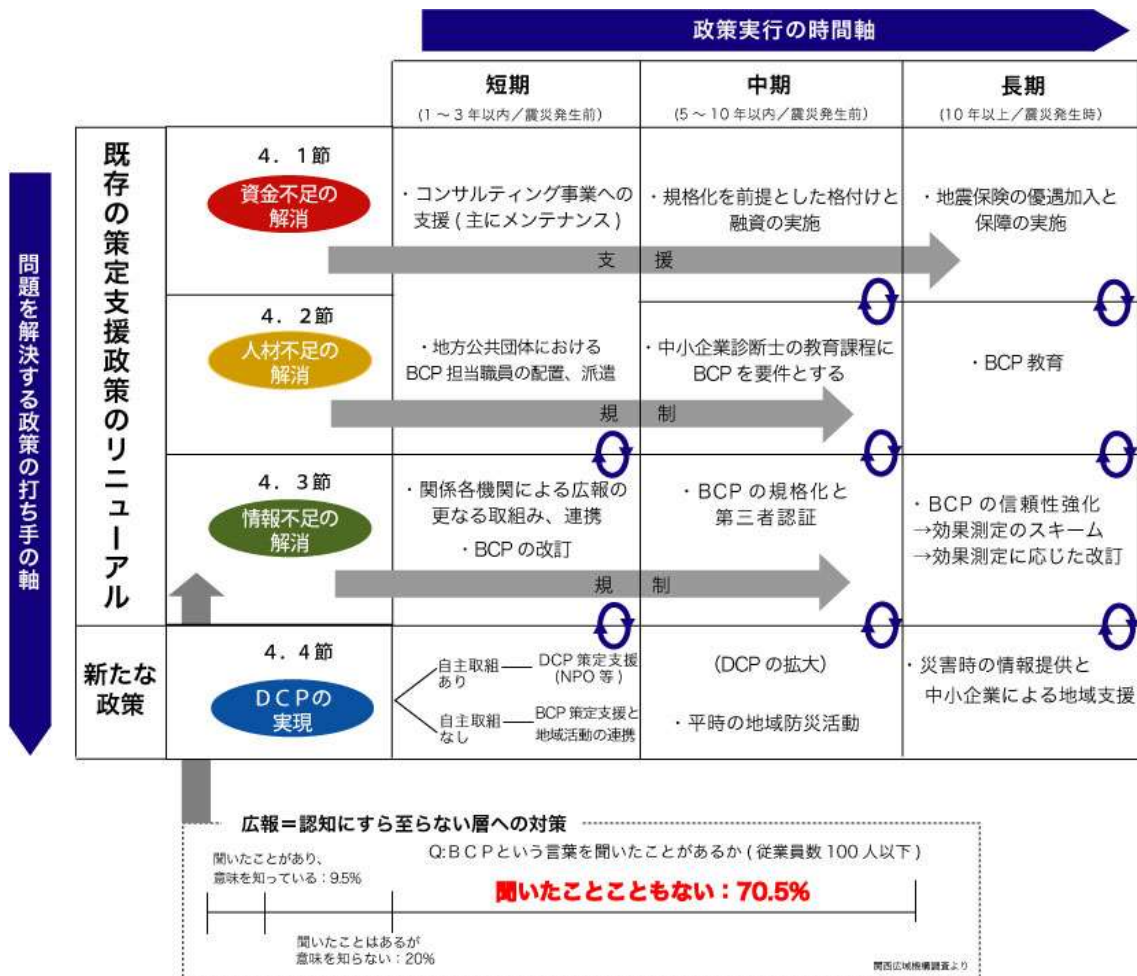 政策実行の時間軸
短期
(1～3年以内/震災発生前)
中期
(5～10年以内/震災発生前)
長期
(10年以上/震災発生時)
問題を解決する政策の打ち手の軸
既存の策定支援政策のリニューアル
4.1節
資金不足の
解消
・コンサルティング事業への
支援(主にメンテナンス)
・規格化を前提とした格付けと
融資の実施
・地震保険の優遇加入と
保障の実施
支 援
4.2節
人材不足の
解消
・地方公共団体における
BCP担当職員の配置、派遣
・中小企業診断士の教育課程に
BCPを要件とする
・BCP教育
規 制
4.3節
情報不足の
解消
・関係各機関による広報の
更なる取組み、連携
・BCPの改訂
・BCPの規格化と
第三者認証
・BCPの信頼性強化
→効果測定のスキーム
→効果測定に応じた改訂
規 制
新たな
政策
4.4節
DCPの
実現
自主取組
あり
DCP策定支援
(NPO等)
自主取組
なし
BCP策定支援と
地域活動の連携
(DCPの拡大)
・平時の地域防災活動
・災害時の情報提供と
中小企業による地域支援
広報=認知にすら至らない層への対策
Q:BCPという言葉を聞いたことがあるか(従業員数100人以下)
聞いたことがあり、
意味を知っている:9.5%
聞いたことこともない:70.5%
聞いたことはあるが
意味を知らない:20%
関西広域機構調査より